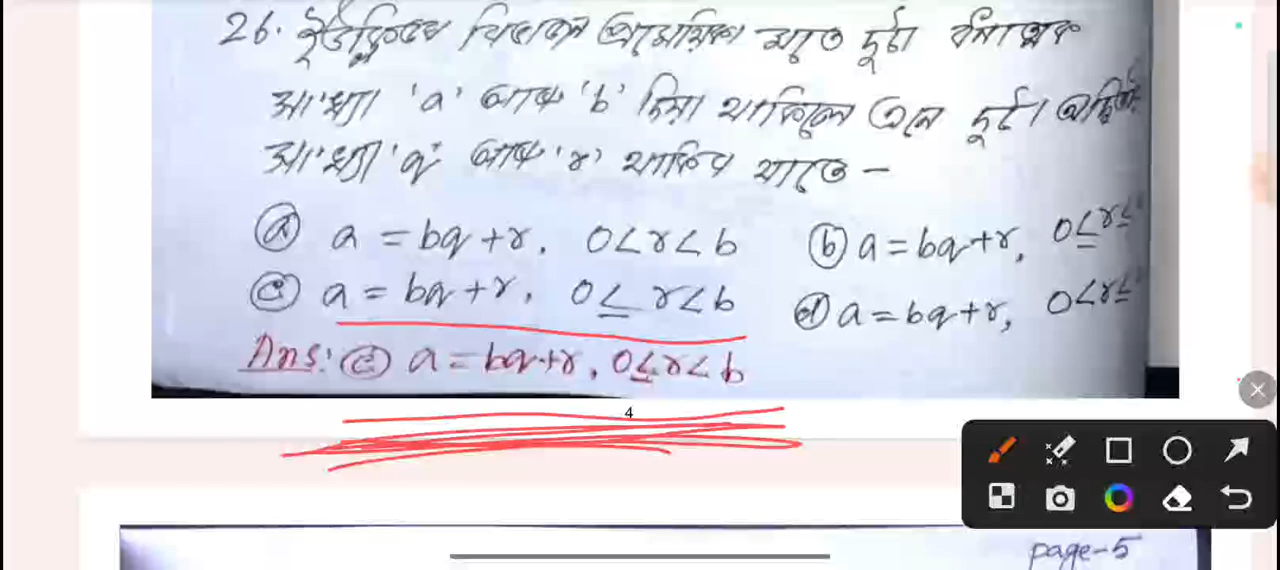 26. ইউক্লিডৰ বিভাজন প্ৰমেয়িকা মতে দুটা ধনাত্মক
সংখ্যা 'a' আৰু 'b' দিয়া থাকিলে এনে দুটা
সংখ্যা 'q' আৰু 'r' থাকিব যাতে –
ⓐ a = bq + r, 0 < r < b ⓑ a = bq + r, 0 ≤ r ≤
ⓒ a = bq + r, 0 ≤ r < b ⓓ a = bq + r, 0 < r ≤
Ans: ⓒ a = bq + r, 0 ≤ r < b
4
page-5